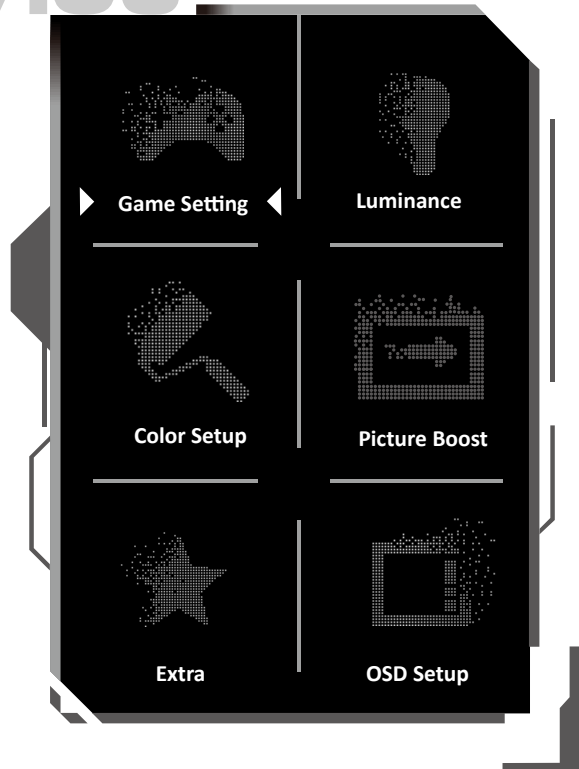 Game Setting
Luminance
Color Setup
Picture Boost
Extra
OSD Setup